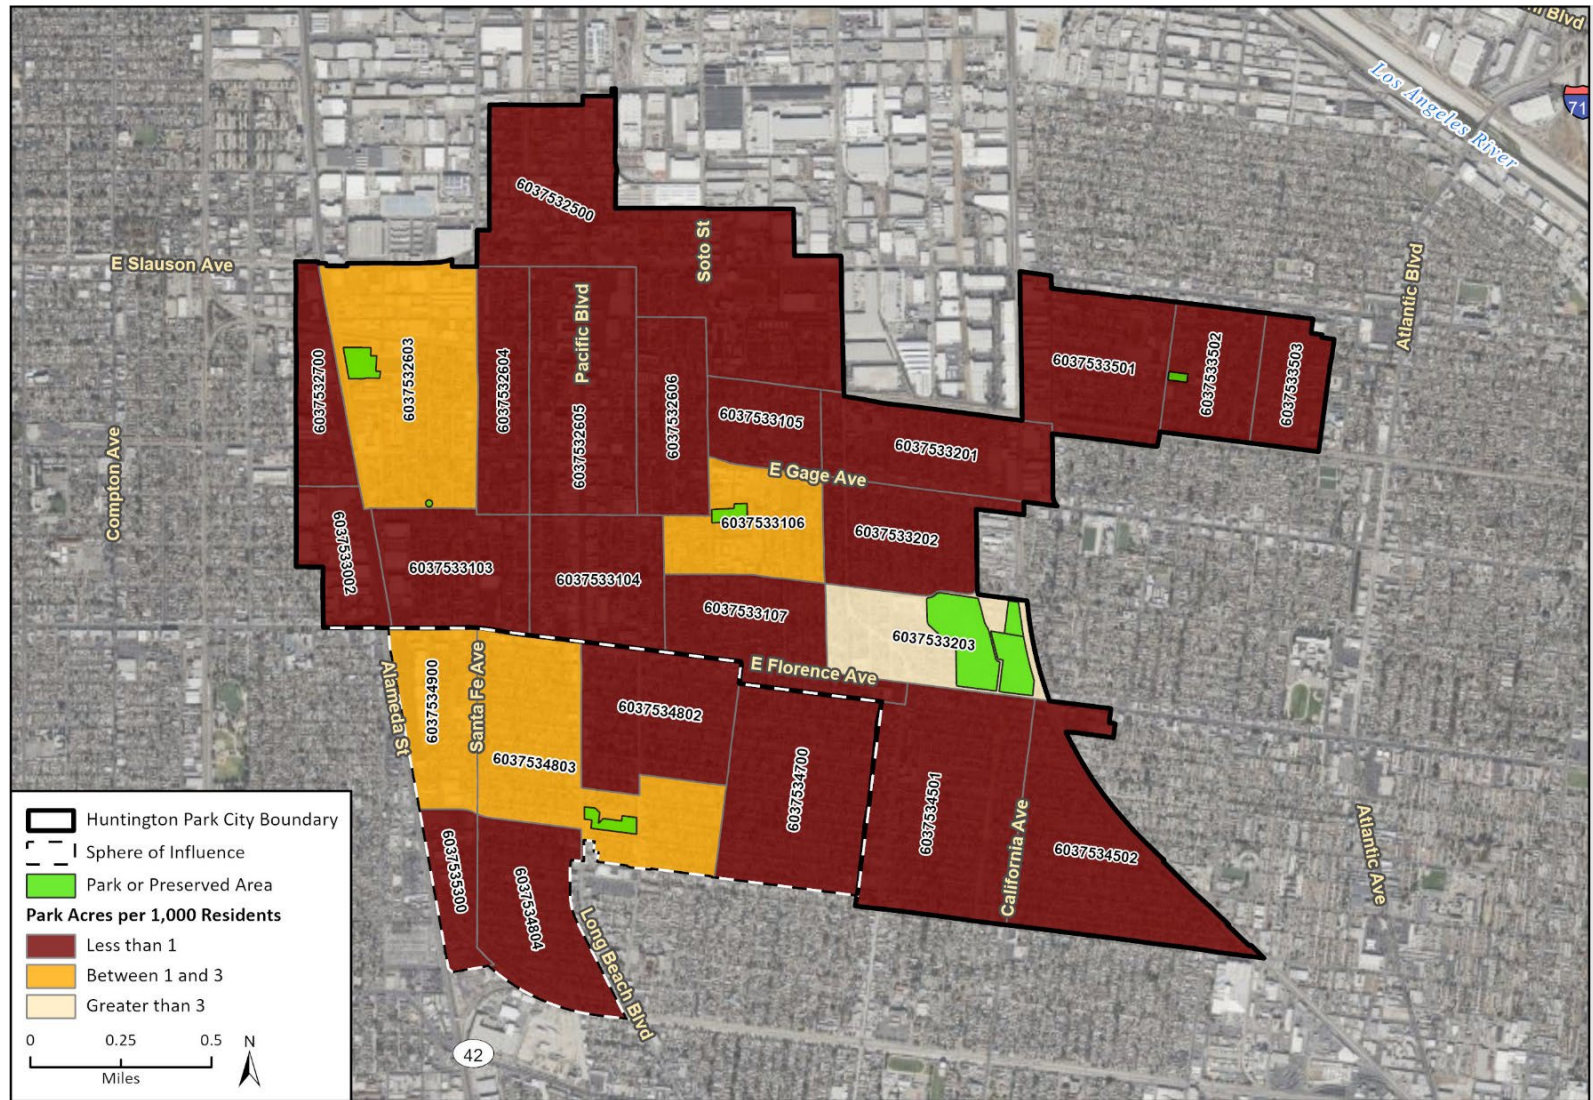 ni Blvd
Los Angeles River
71
6037532500
Soto St
E Slauson Ave
Atlantic Blvd
Pacific Blvd
6037532700
6037532603
6037532604
6037532605
6037532606
6037533501
6037533502
6037533503
6037533105
6037533201
E Gage Ave
Compton Ave
6037533106
6037533202
6037533002
6037533103
6037533104
6037533107
6037533203
E Florence Ave
Alameda St
6037534900
Santa Fe Ave
6037534802
6037534803
6037534700
6037534501
California Ave
6037534502
Atlantic Ave
6037535300
6037534804
Long Beach Blvd
42
Huntington Park City Boundary
Sphere of Influence
Park or Preserved Area
Park Acres per 1,000 Residents
Less than 1
Between 1 and 3
Greater than 3
0 0.25 0.5
Miles
N